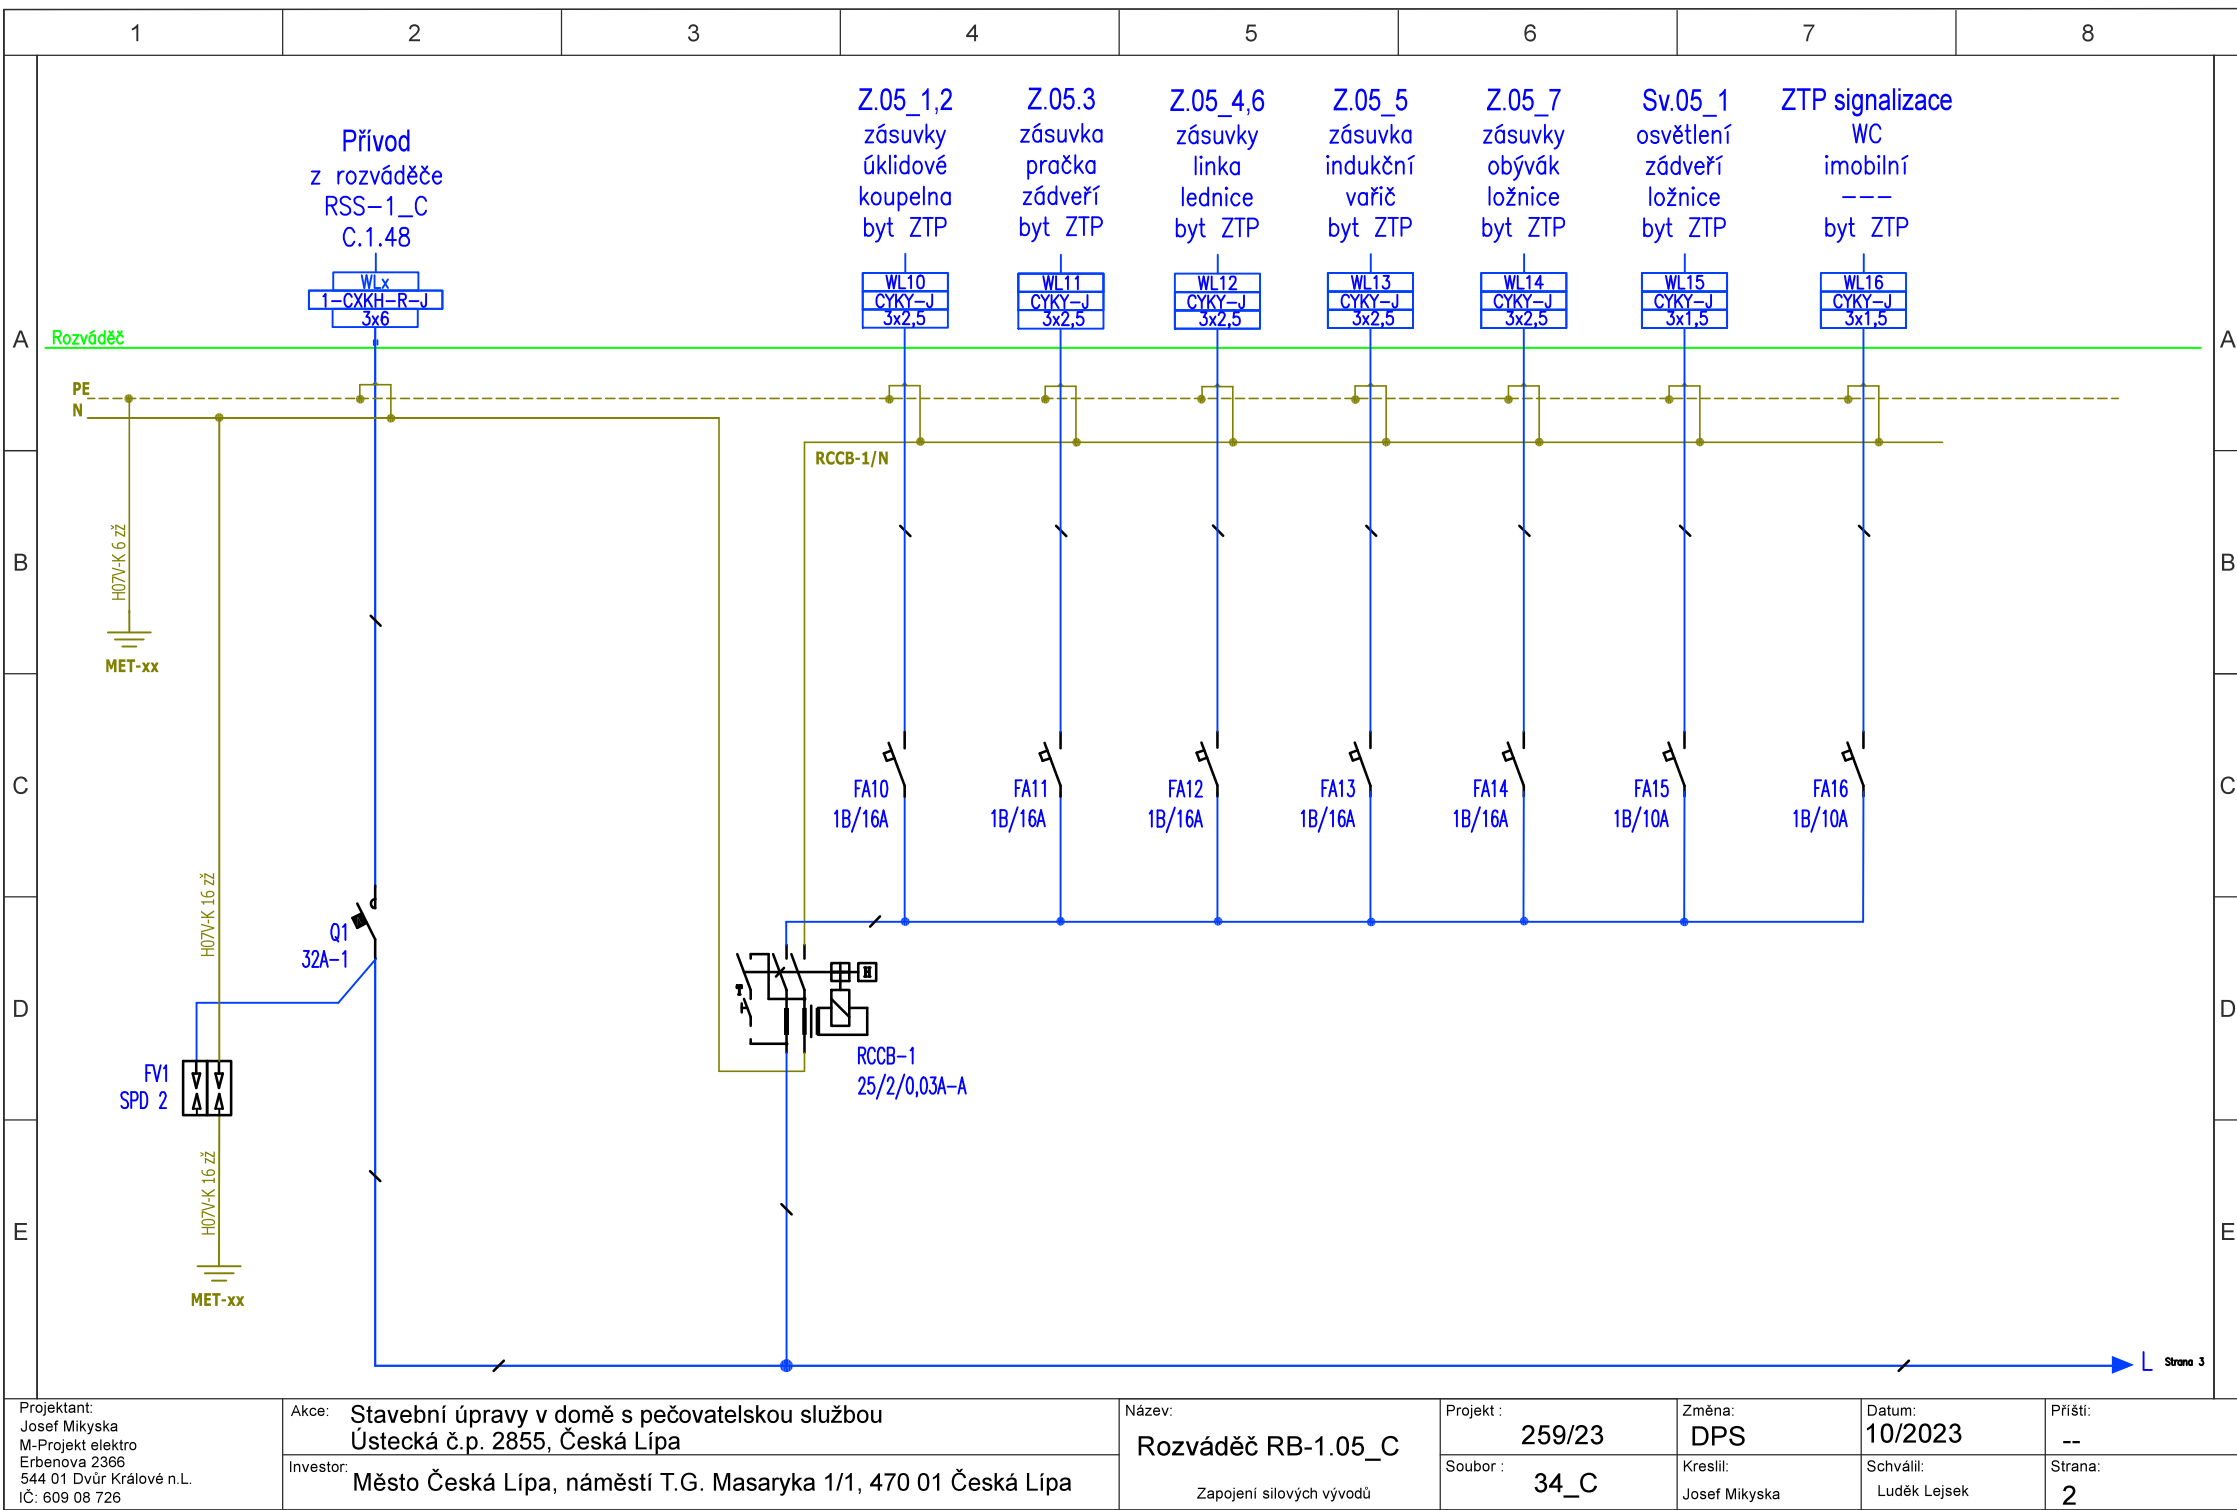 1 2 3 4 5 6 7 8
Přívod
z rozváděče
RSS-1_C
C.1.48
WLx
1-CXKH-R-J
3x6
Z.05_1,2
zásuvky
úklidové
koupelna
byt ZTP
WL10
CYKY-J
3x2,5
Z.05.3
zásuvka
pračka
zádveří
byt ZTP
WL11
CYKY-J
3x2,5
Z.05_4,6
zásuvky
linka
lednice
byt ZTP
WL12
CYKY-J
3x2,5
Z.05_5
zásuvka
indukční
vařič
byt ZTP
WL13
CYKY-J
3x2,5
Z.05_7
zásuvky
obývák
ložnice
byt ZTP
WL14
CYKY-J
3x2,5
Sv.05_1
osvětlení
zádveří
ložnice
byt ZTP
WL15
CYKY-J
3x1,5
ZTP signalizace
WC
imobilní
---
byt ZTP
WL16
CYKY-J
3x1,5
A A
Rozváděč
PE
N
RCCB-1/N
H07V-K 6 zž
B B
MET-xx
C C
FA10
1B/16A
FA11
1B/16A
FA12
1B/16A
FA13
1B/16A
FA14
1B/16A
FA15
1B/10A
FA16
1B/10A
H07V-K 16 zž
Q1
32A-1
H
T
D D
RCCB-1
25/2/0,03A-A
FV1
SPD 2
H07V-K 16 zž
E E
MET-xx
L Strana 3
Projektant:
Josef Mikyska
M-Projekt elektro
Erbenova 2366
544 01 Dvůr Králové n.L.
IČ: 609 08 726
Akce: Stavební úpravy v domě s pečovatelskou službou
Ústecká č.p. 2855, Česká Lípa
Investor: Město Česká Lípa, náměstí T.G. Masaryka 1/1, 470 01 Česká Lípa
Název:
Rozváděč RB-1.05_C
Zapojení silových vývodů
Projekt :
259/23
Soubor :
34_C
Změna:
DPS
Kreslil:
Josef Mikyska
Datum:
10/2023
Schválil:
Luděk Lejsek
Příští:
--
Strana:
2